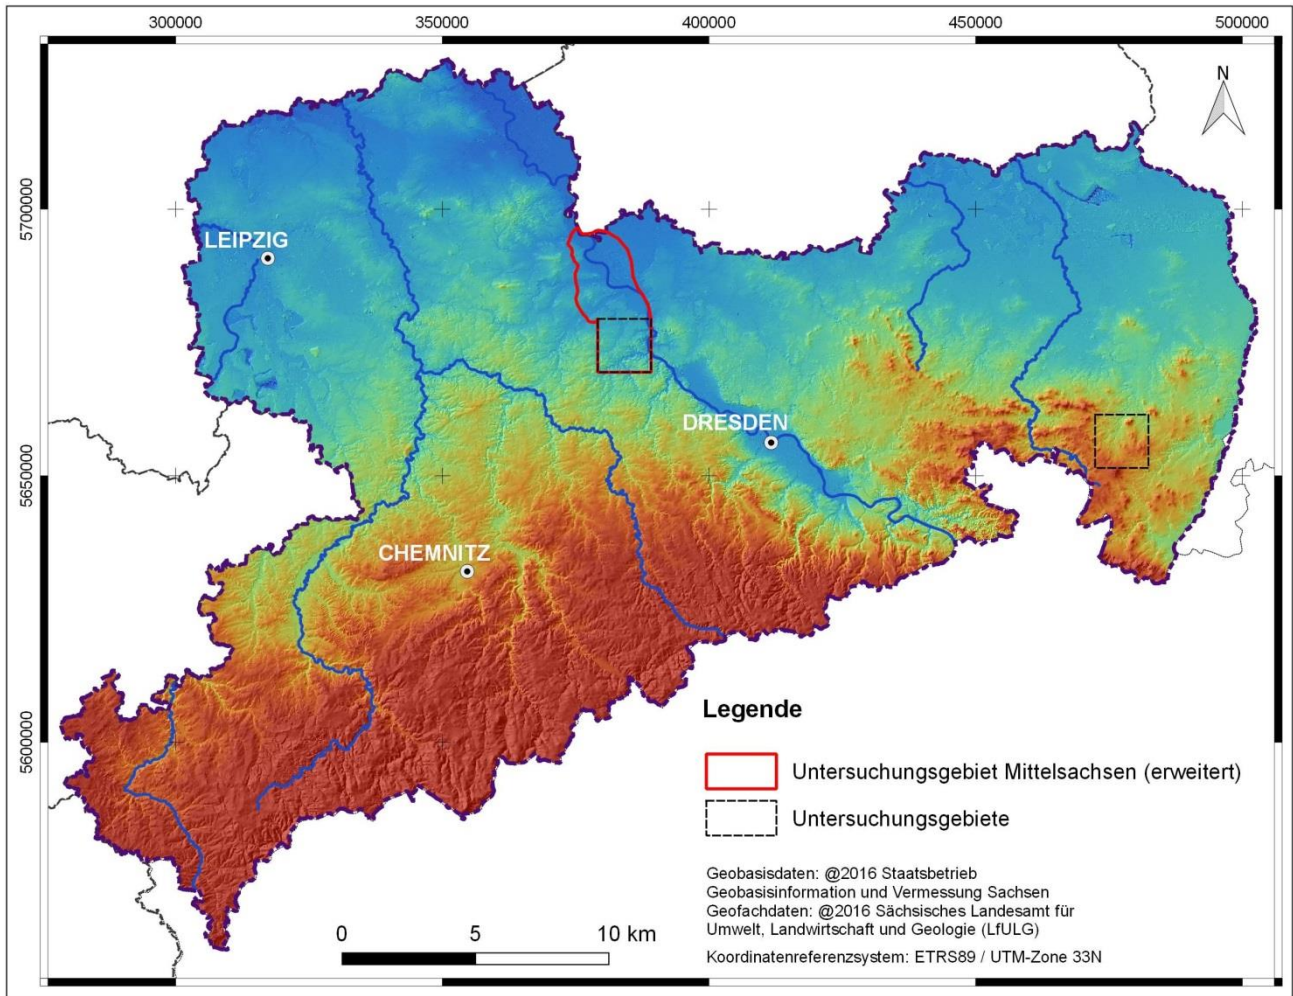 300000 350000 400000 450000 500000
N
5700000
LEIPZIG
DRESDEN
5650000
CHEMNITZ
5600000
Legende
Untersuchungsgebiet Mittelsachsen (erweitert)
Untersuchungsgebiete
Geobasisdaten: @2016 Staatsbetrieb
Geobasisinformation und Vermessung Sachsen
Geofachdaten: @2016 Sächsisches Landesamt für
Umwelt, Landwirtschaft und Geologie (LfULG)
Koordinatenreferenzsystem: ETRS89 / UTM-Zone 33N
0 5 10 km